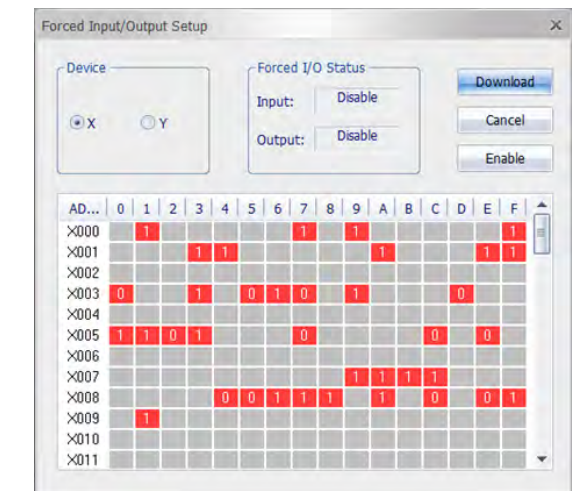 Forced Input/Output Setup
Device
X Y
Forced I/O Status
Input: Disable
Output: Disable
Download
Cancel
Enable
AD... 0 1 2 3 4 5 6 7 8 9 A B C D E F
X000 1 1 1 1
X001 1 1 1 1 1
X002
X003 0 1 0 1 0 1 0
X004
X005 1 1 0 1 0 0 0
X006
X007 1 1 1 1
X008 0 0 1 1 1 1 0 0 1
X009 1
X010
X011